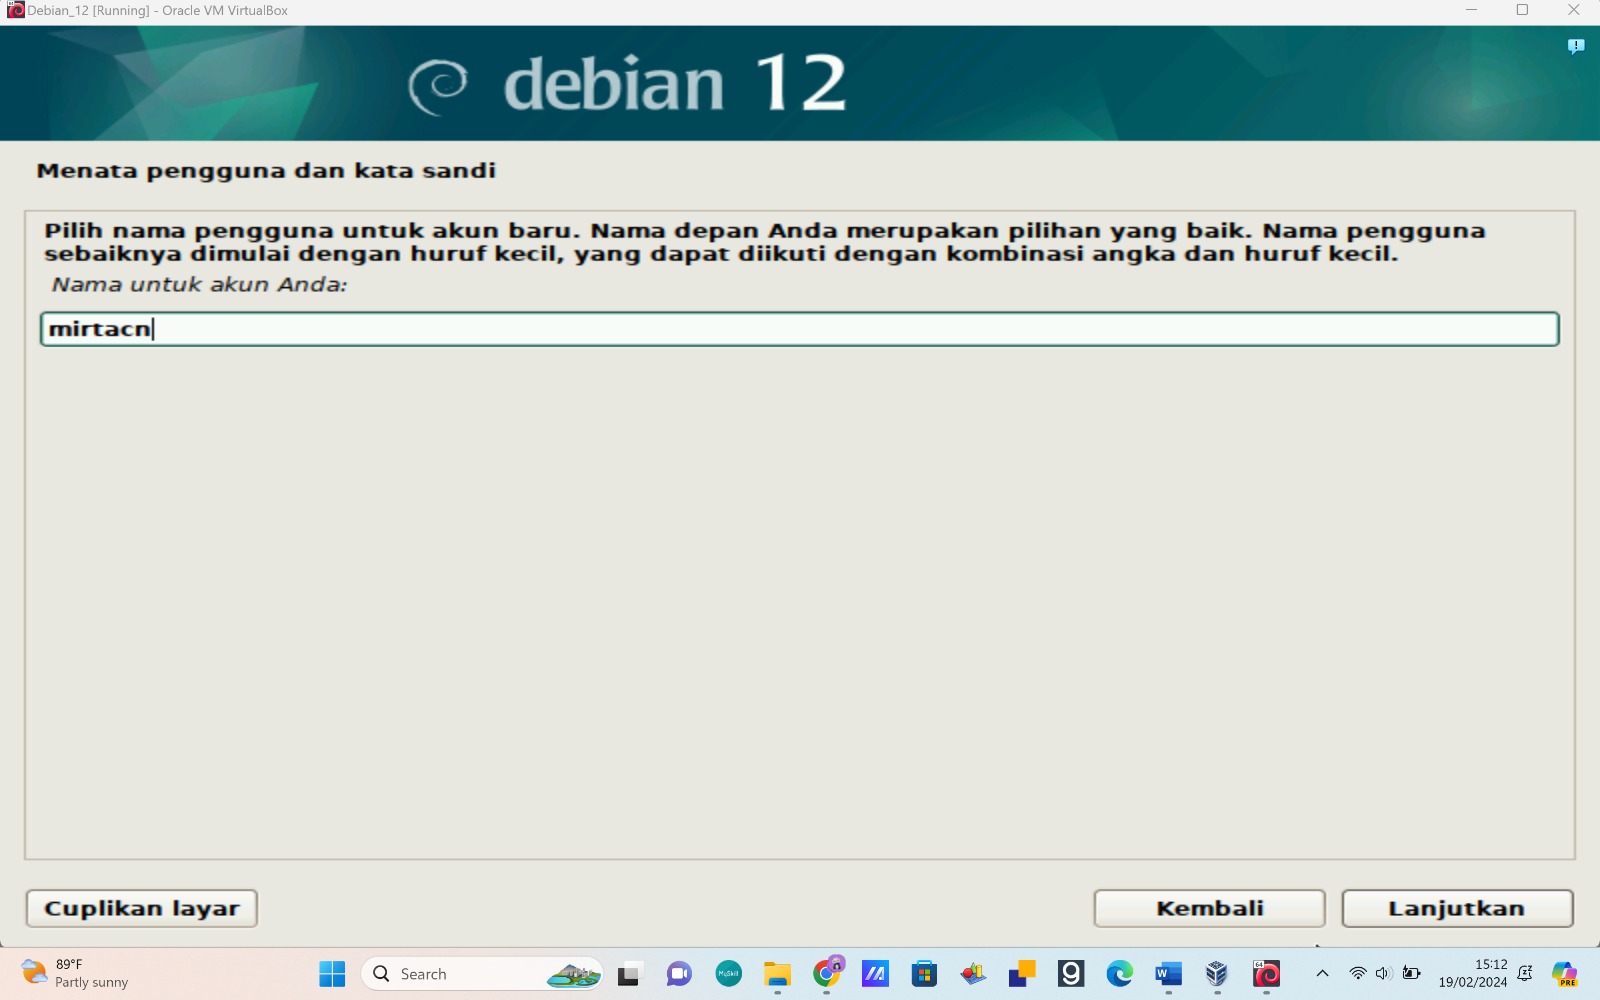 Debian_12 [Running] - Oracle VM VirtualBox
debian 12
Menata pengguna dan kata sandi
Pilih nama pengguna untuk akun baru. Nama depan Anda merupakan pilihan yang baik. Nama pengguna
sebaiknya dimulai dengan huruf kecil, yang dapat diikuti dengan kombinasi angka dan huruf kecil.
Nama untuk akun Anda:
mirtacn
Cuplikan layar
Kembali
Lanjutkan
89°F
Partly sunny
Search
MySkill
15:12
19/02/2024
PRE